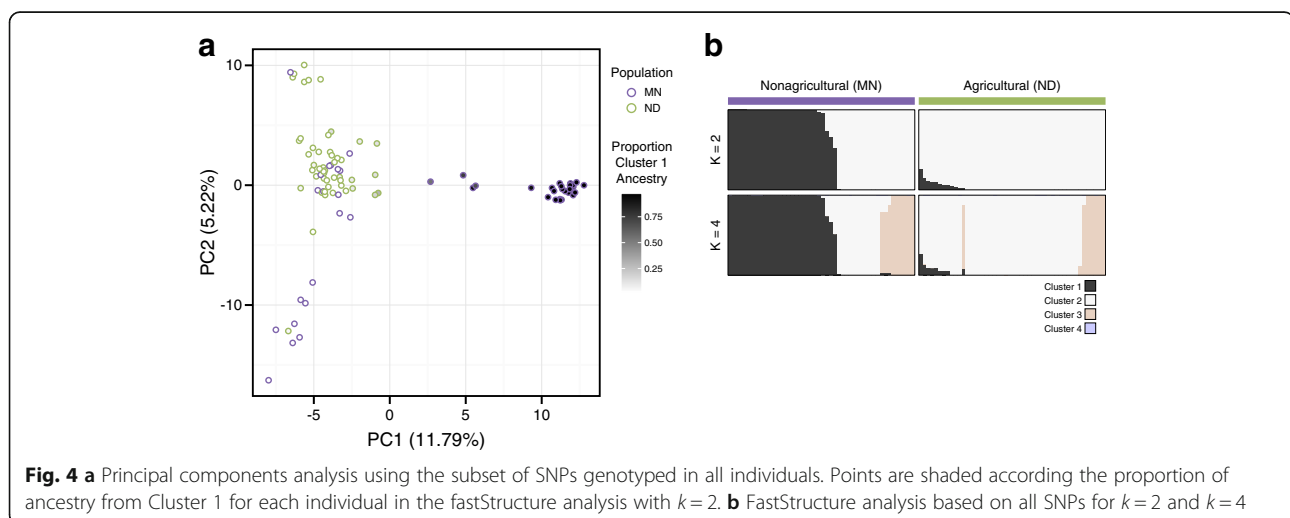 a
10
0
-10
PC2 (5.22%)
-5
0
5
10
PC1 (11.79%)
Population
MN
ND
Proportion
Cluster 1
Ancestry
0.75
0.50
0.25
b
Nonagricultural (MN)
Agricultural (ND)
K = 2
K = 4
Cluster 1
Cluster 2
Cluster 3
Cluster 4
Fig. 4 a Principal components analysis using the subset of SNPs genotyped in all individuals. Points are shaded according the proportion of
ancestry from Cluster 1 for each individual in the fastStructure analysis with k = 2. b FastStructure analysis based on all SNPs for k = 2 and k = 4